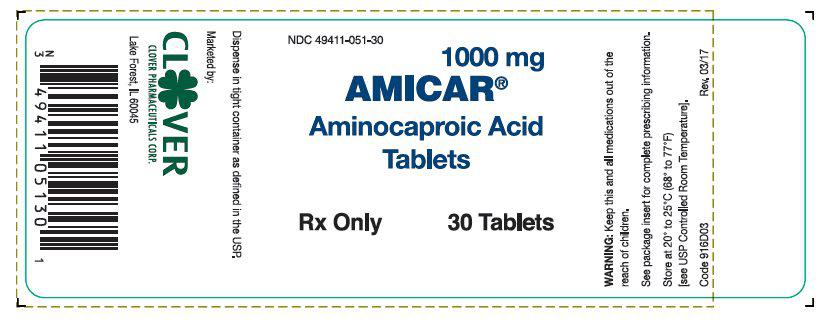 NDC 49411-051-30
1000 mg
AMICAR®
Aminocaproic Acid
Tablets
Rx Only 30 Tablets
Dispense in tight container as defined in the USP.
Marketed by:
CLOVER
CLOVER PHARMACEUTICALS CORP.
Lake Forest, IL 60045
N
3 49411 05130 1
WARNING: Keep this and all medications out of the
reach of children.
See package insert for complete prescribing information.
Store at 20° to 25°C (68° to 77°F)
[see USP Controlled Room Temperature].
Code 916D03 Rev. 03/17